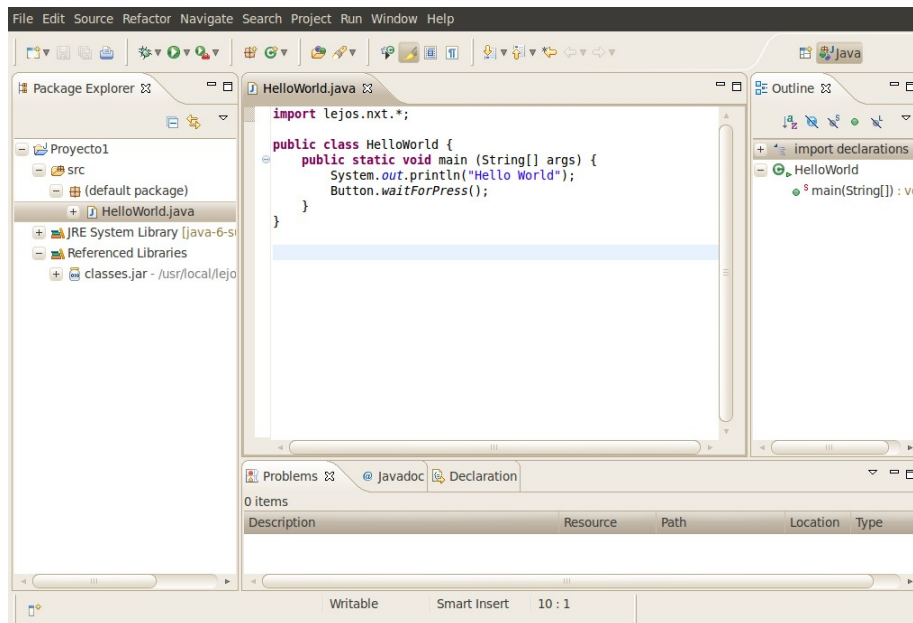 File Edit Source Refactor Navigate Search Project Run Window Help
Java
Package Explorer
Proyecto1
src
(default package)
HelloWorld.java
JRE System Library [java-6-s
Referenced Libraries
classes.jar - /usr/local/lejo
HelloWorld.java
import lejos.nxt.*;
public class HelloWorld {
public static void main (String[] args) {
System.out.println("Hello World");
Button.waitForPress();
}
}
Outline
import declarations
HelloWorld
main(String[]) : v
Problems
Javadoc
Declaration
0 items
Description Resource Path Location Type
Writable Smart Insert 10 : 1